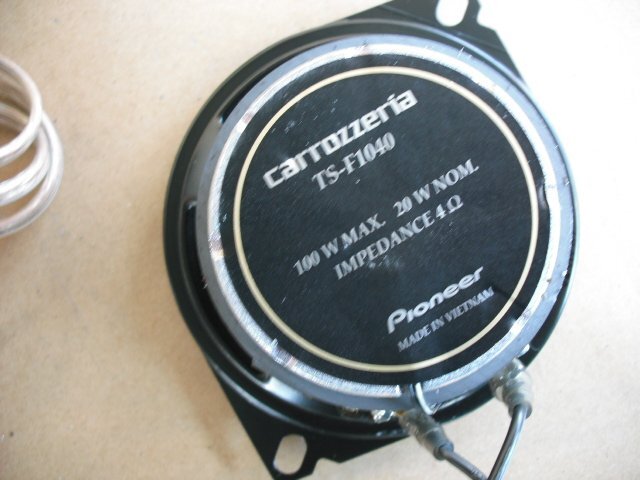 carrozzeria
TS-F1040
100 W MAX. 20 W NOM.
IMPEDANCE 4 Ω
Pioneer
MADE IN VIETNAM